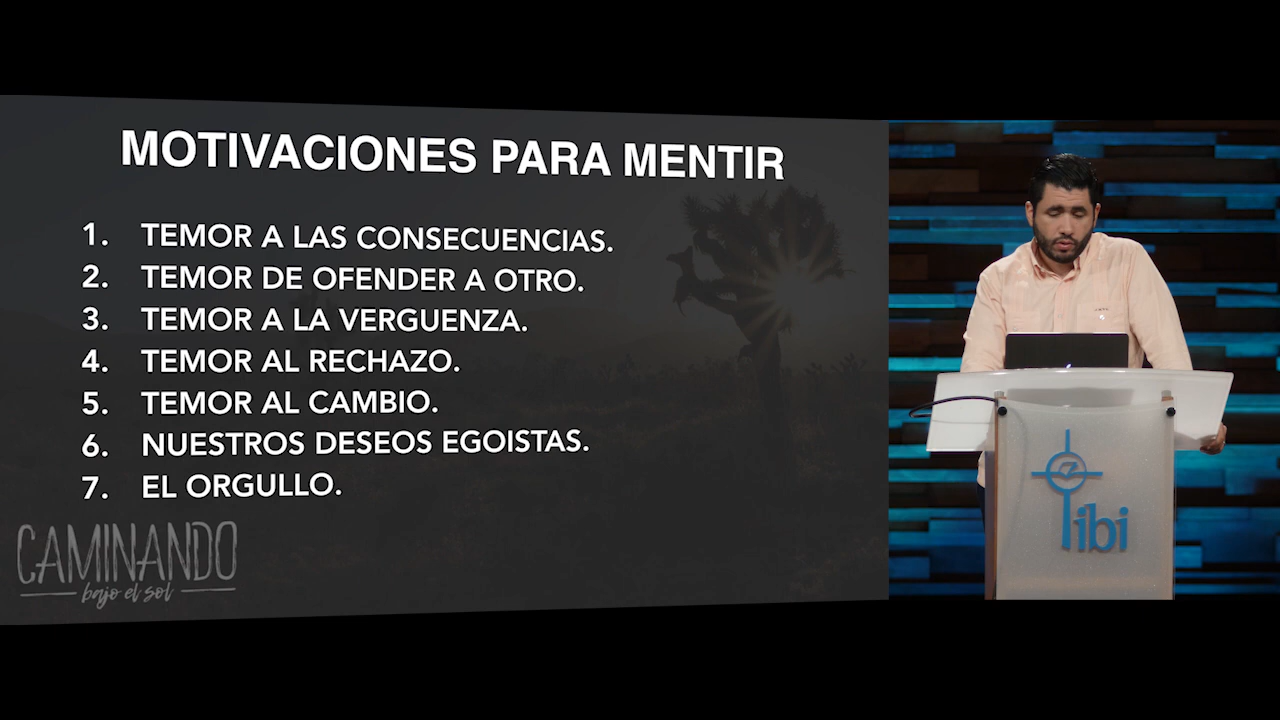 MOTIVACIONES PARA MENTIR
1. TEMOR A LAS CONSECUENCIAS.
2. TEMOR DE OFENDER A OTRO.
3. TEMOR A LA VERGUENZA.
4. TEMOR AL RECHAZO.
5. TEMOR AL CAMBIO.
6. NUESTROS DESEOS EGOISTAS.
7. EL ORGULLO.
CAMINANDO
bajo el sol
ibi